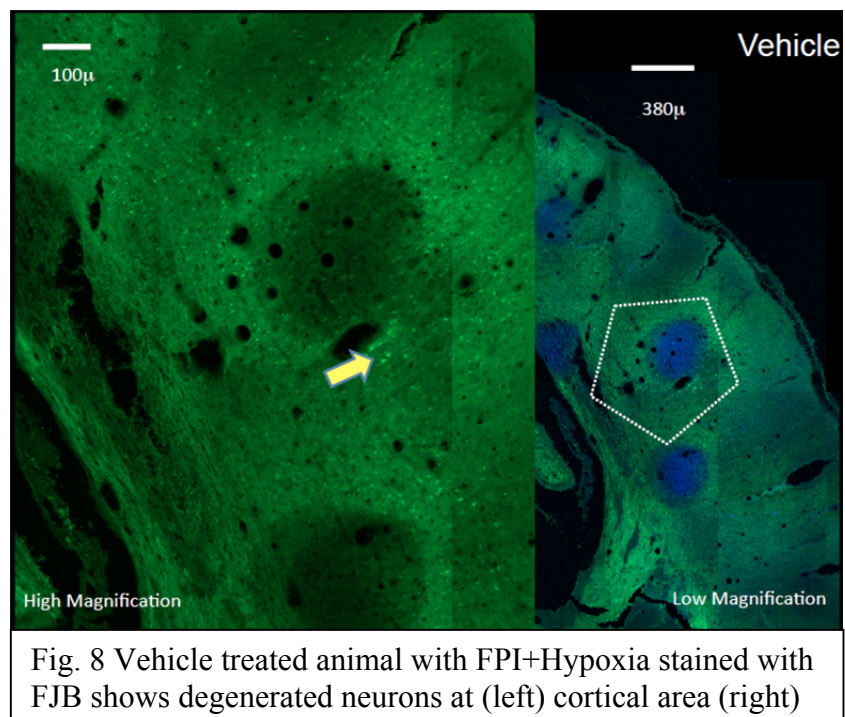 Vehicle
100μ
380μ
High Magnification
Low Magnification
Fig. 8 Vehicle treated animal with FPI+Hypoxia stained with
FJB shows degenerated neurons at (left) cortical area (right)